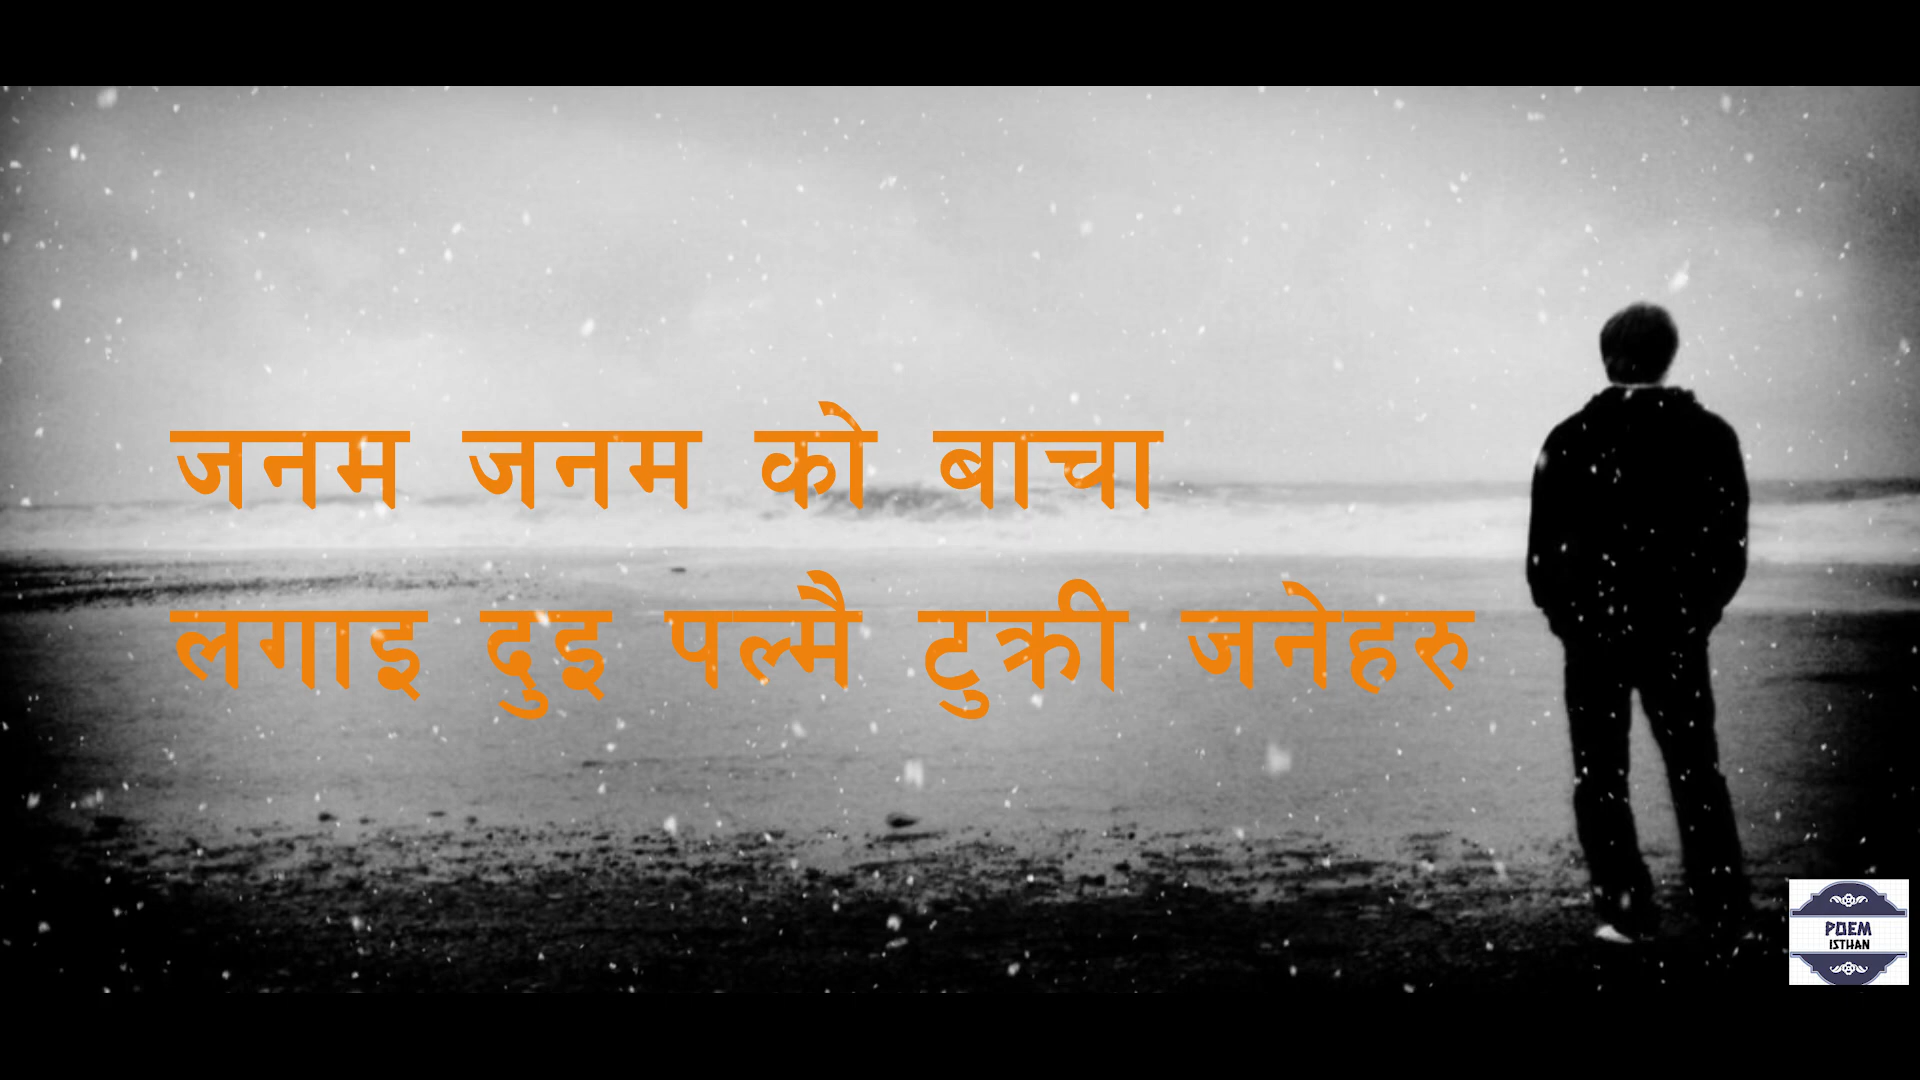 जनम जनम को बाचा
लगाइ दुइ पल्मै टुक्री जनेहरु
POEM
ISTHAN